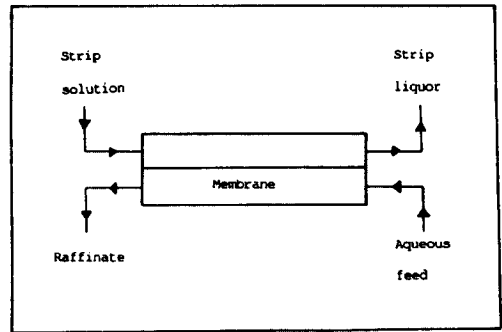 Strip
solution
Strip
liquor
Membrane
Raffinate
Aqueous
feed